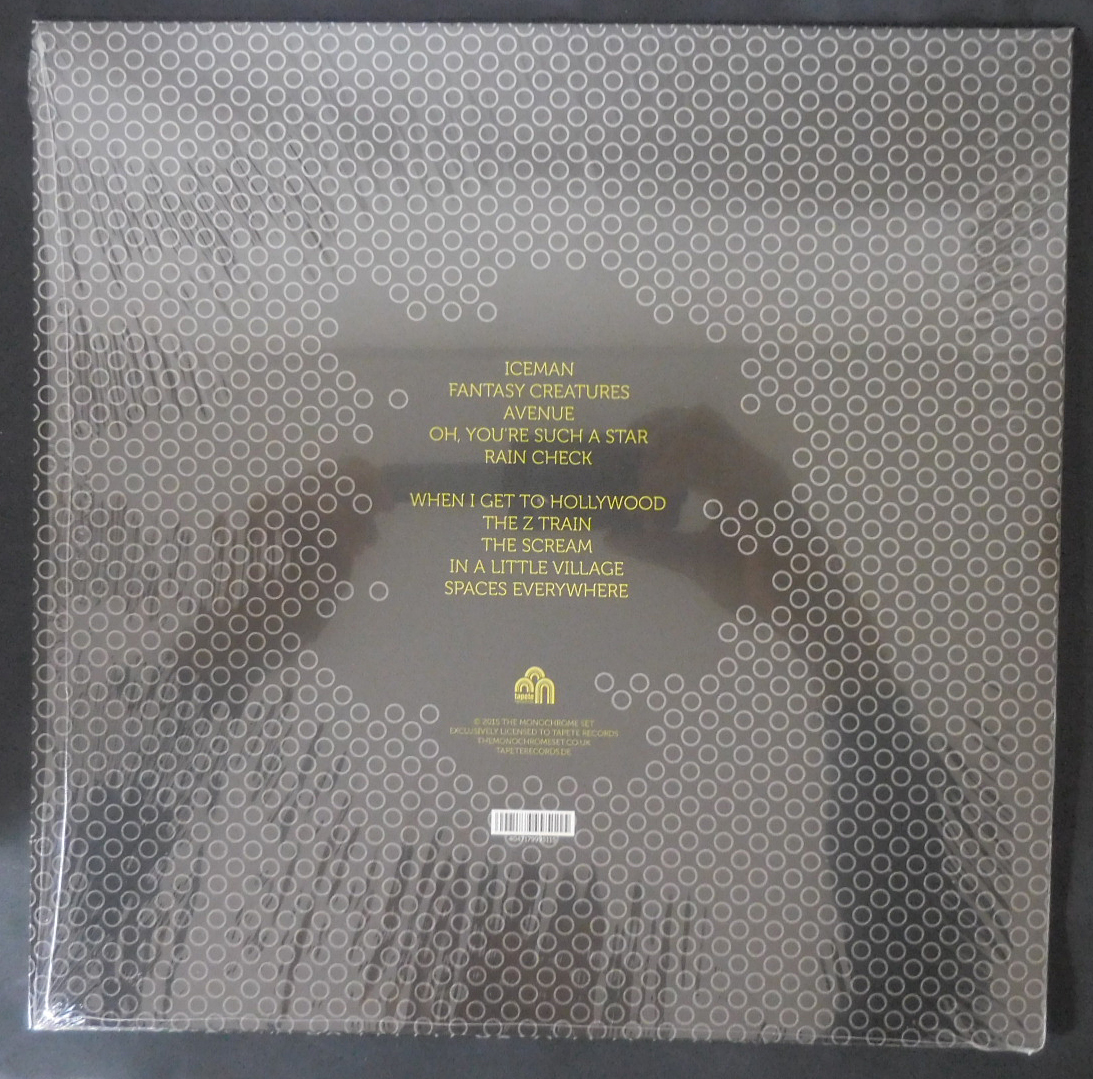 ICEMAN
FANTASY CREATURES
AVENUE
OH, YOU'RE SUCH A STAR
RAIN CHECK
WHEN I GET TO HOLLYWOOD
THE Z TRAIN
THE SCREAM
IN A LITTLE VILLAGE
SPACES EVERYWHERE
tapete
© 2015 THE MONOCHROME SET
EXCLUSIVELY LICENSED TO TAPETE RECORDS
THEMONOCHROMESET.CO.UK
TAPETERECORDS.DE